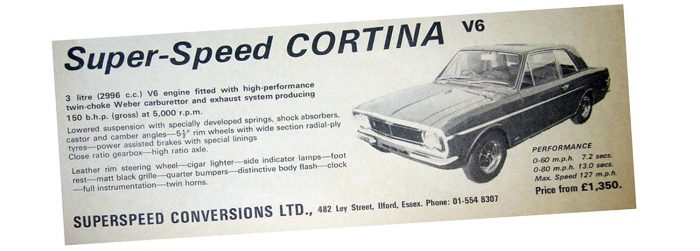 Super-Speed CORTINA V6
3 litre (2996 c.c.) V6 engine fitted with high-performance
twin-choke Weber carburettor and exhaust system producing
150 b.h.p. (gross) at 5,000 r.p.m.
Lowered suspension with specially developed springs, shock absorbers,
castor and camber angles—5½" rim wheels with wide section radial-ply
tyres—power assisted brakes with special linings
Close ratio gearbox—high ratio axle.
Leather rim steering wheel—cigar lighter—side indicator lamps—foot
rest—matt black grille—quarter bumpers—distinctive body flash—clock
—full instrumentation—twin horns.
PERFORMANCE
0-60 m.p.h. 7.2 secs.
0-80 m.p.h. 13.0 secs.
Max. Speed 127 m.p.h.
Price from £1,350.
SUPERSPEED CONVERSIONS LTD., 482 Ley Street, Ilford, Essex. Phone: 01-554 8307